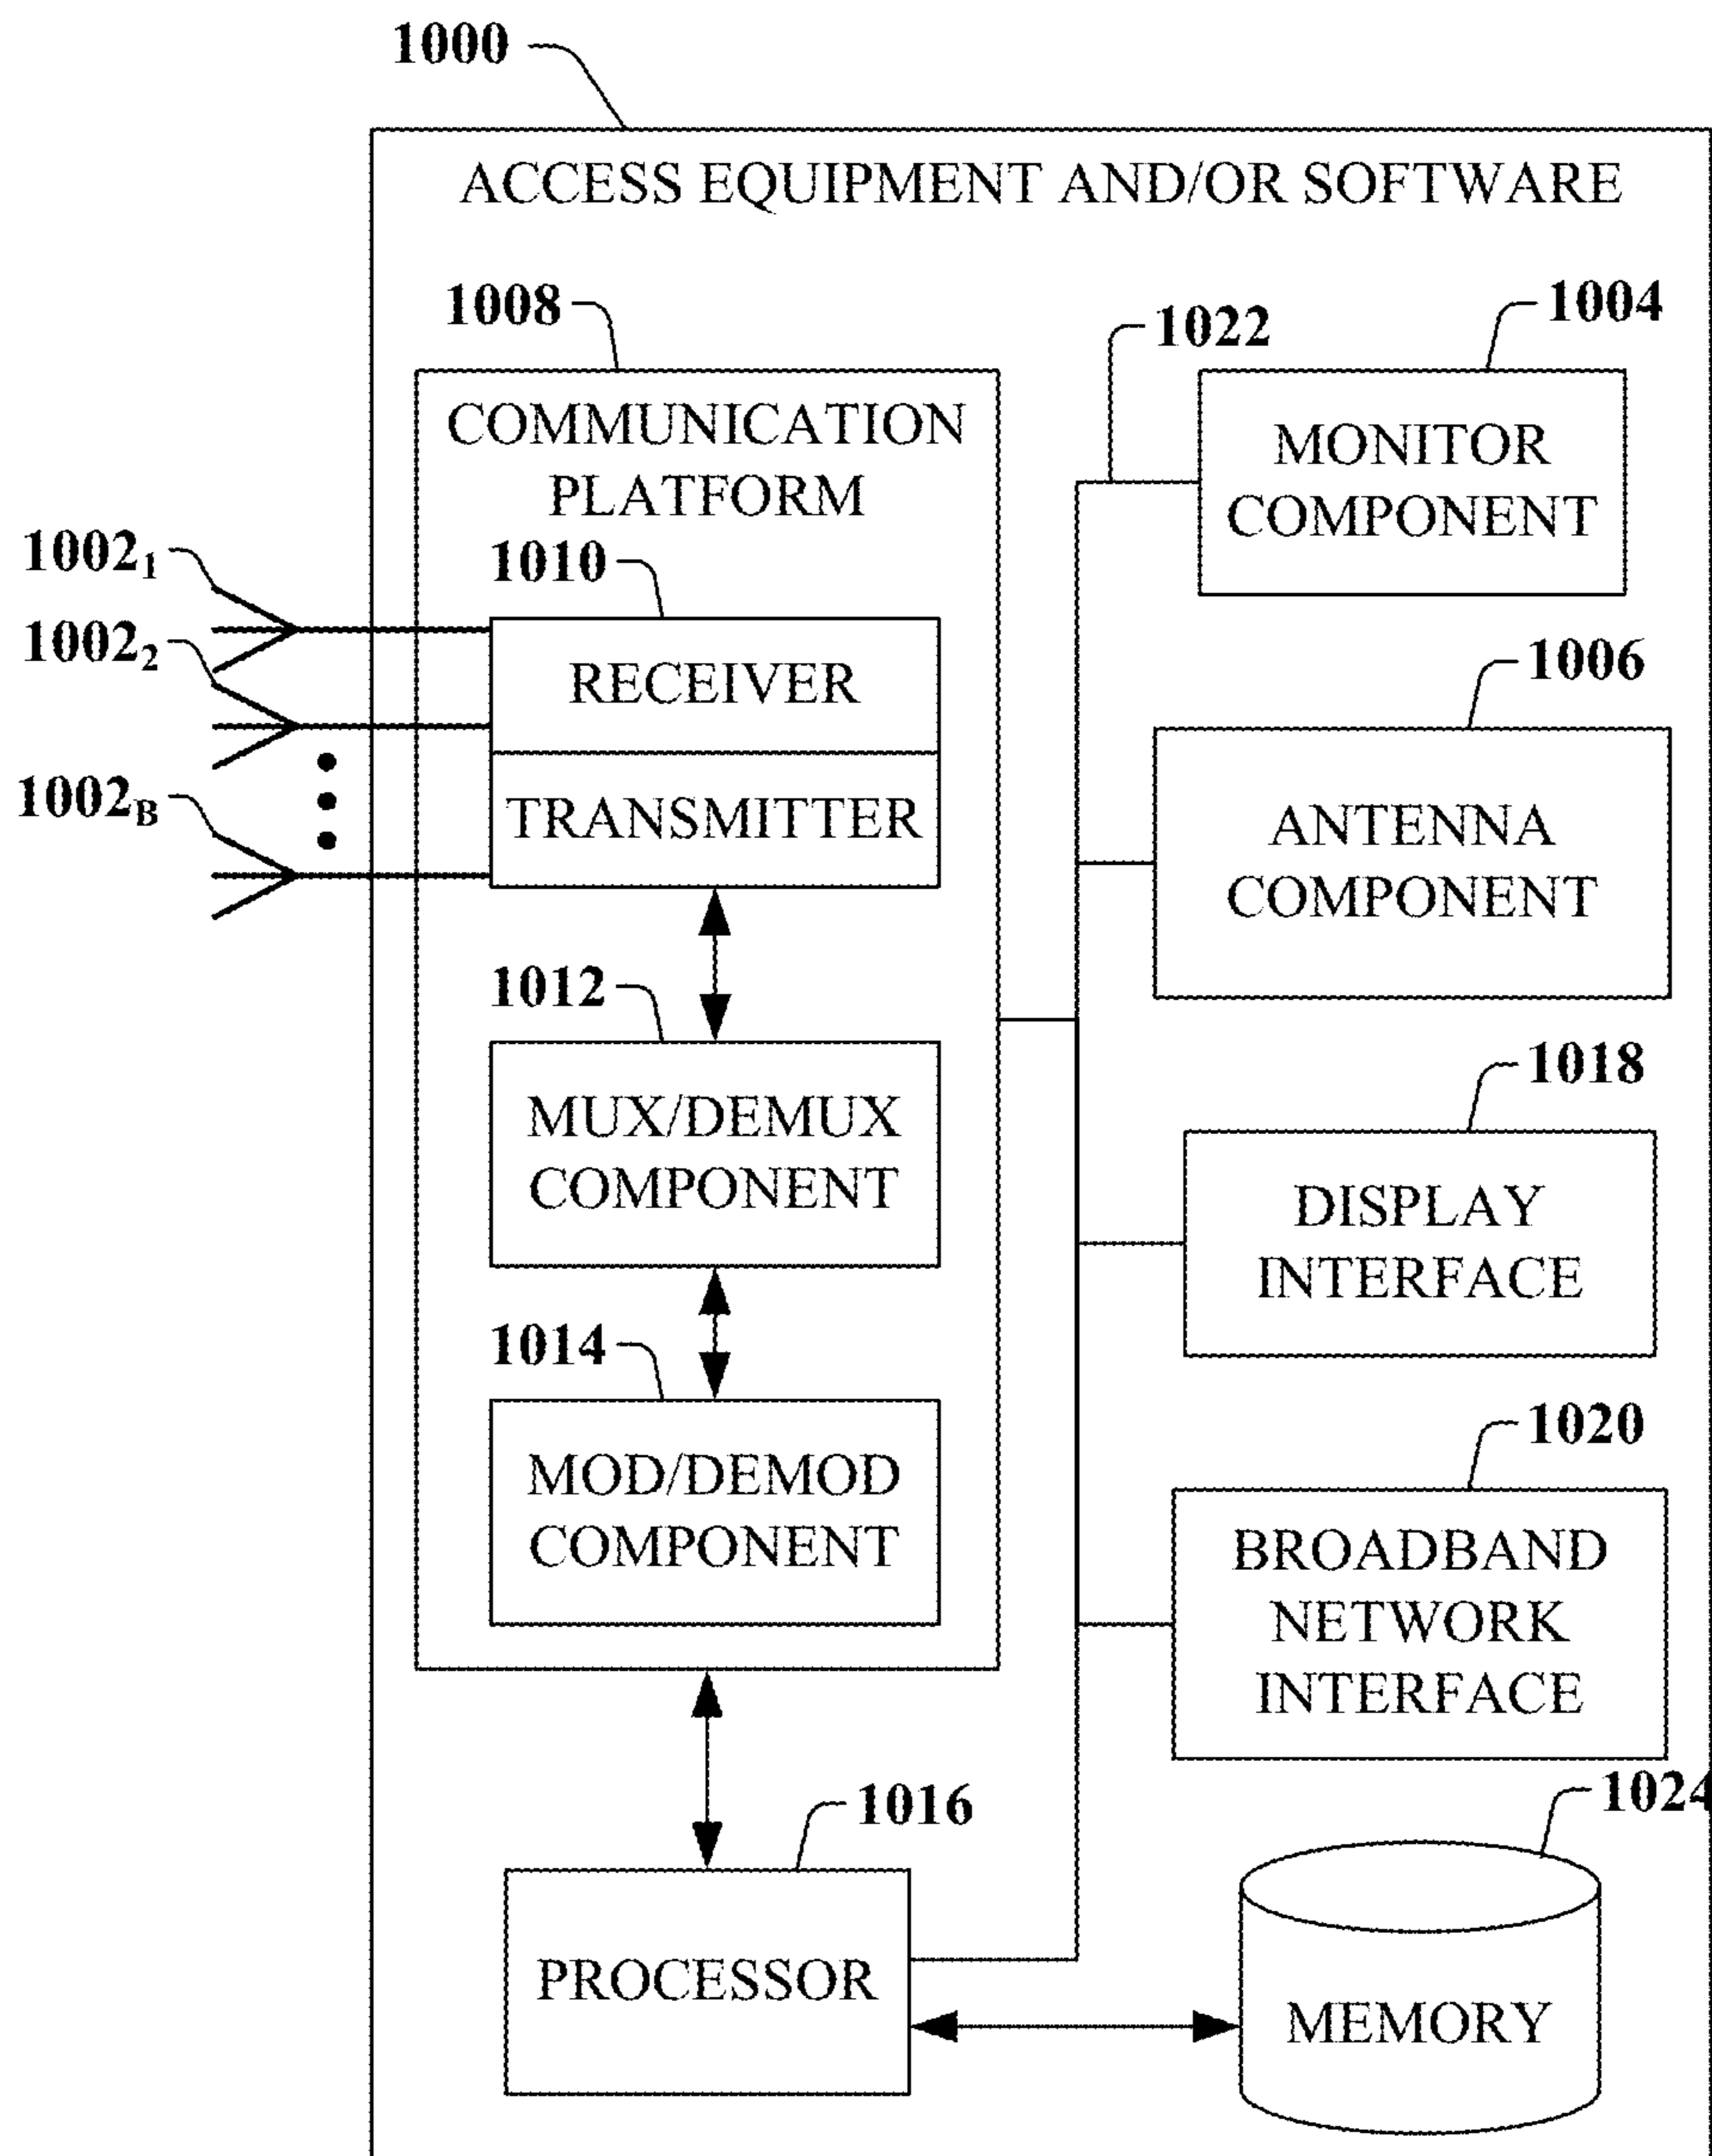 1000
ACCESS EQUIPMENT AND/OR SOFTWARE
1008
1022
1004
COMMUNICATION
PLATFORM
MONITOR
COMPONENT
1002₁
1010
1002₂
RECEIVER
1006
1002B
TRANSMITTER
ANTENNA
COMPONENT
1012
1018
MUX/DEMUX
COMPONENT
DISPLAY
INTERFACE
1014
1020
MOD/DEMOD
COMPONENT
BROADBAND
NETWORK
INTERFACE
1016
1024
PROCESSOR
MEMORY